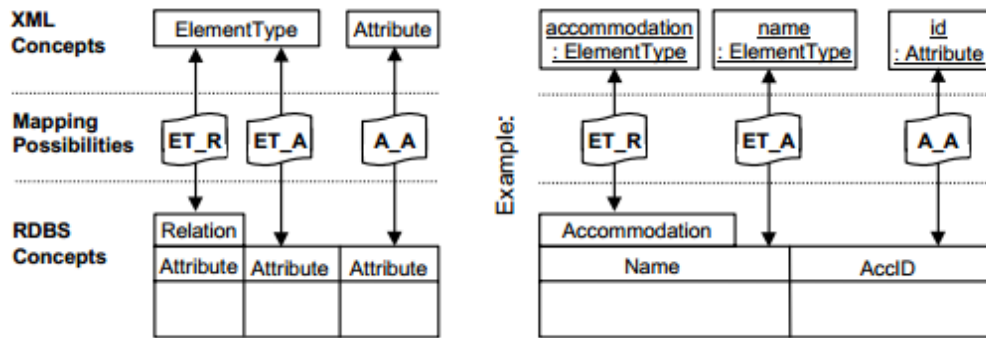 XML Concepts
ElementType
Attribute
Mapping Possibilities
ET_R
ET_A
A_A
RDBS Concepts
Relation
Attribute
Attribute
Attribute
Example:
accommodation : ElementType
name : ElementType
id : Attribute
ET_R
ET_A
A_A
Accommodation
Name
AccID